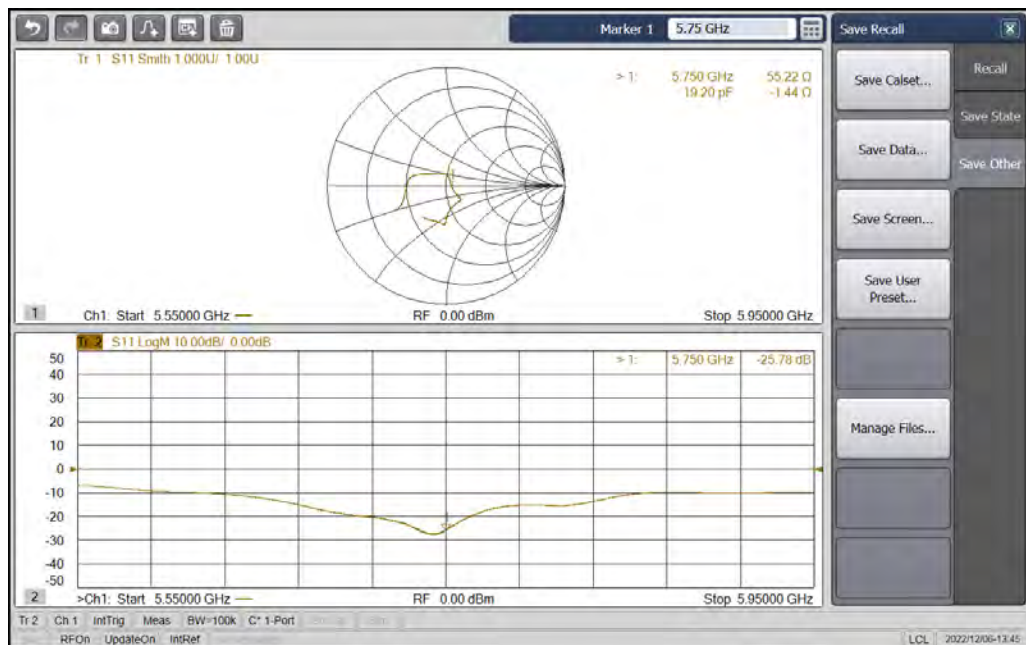 Marker 1 5.75 GHz
Save Recall
Tr 1 S11 Smith 1.000U/ 1.00U
> 1: 5.750 GHz 55.22 Ω
-19.20 pF -1.44 Ω
1 Ch1: Start 5.55000 GHz RF 0.00 dBm Stop 5.95000 GHz
Tr 2 S11 LogM 10.00dB/ 0.00dB
> 1: 5.750 GHz -25.78 dB
50
40
30
20
10
0
-10
-20
-30
-40
-50
2 >Ch1: Start 5.55000 GHz RF 0.00 dBm Stop 5.95000 GHz
Save Calset...
Save Data...
Save Screen...
Save User
Preset...
Manage Files...
Recall
Save State
Save Other
Tr 2 Ch 1 IntTrig Meas BW=100k C* 1-Port
RFOn UpdateOn IntRef LCL 2022/12/06-13:45